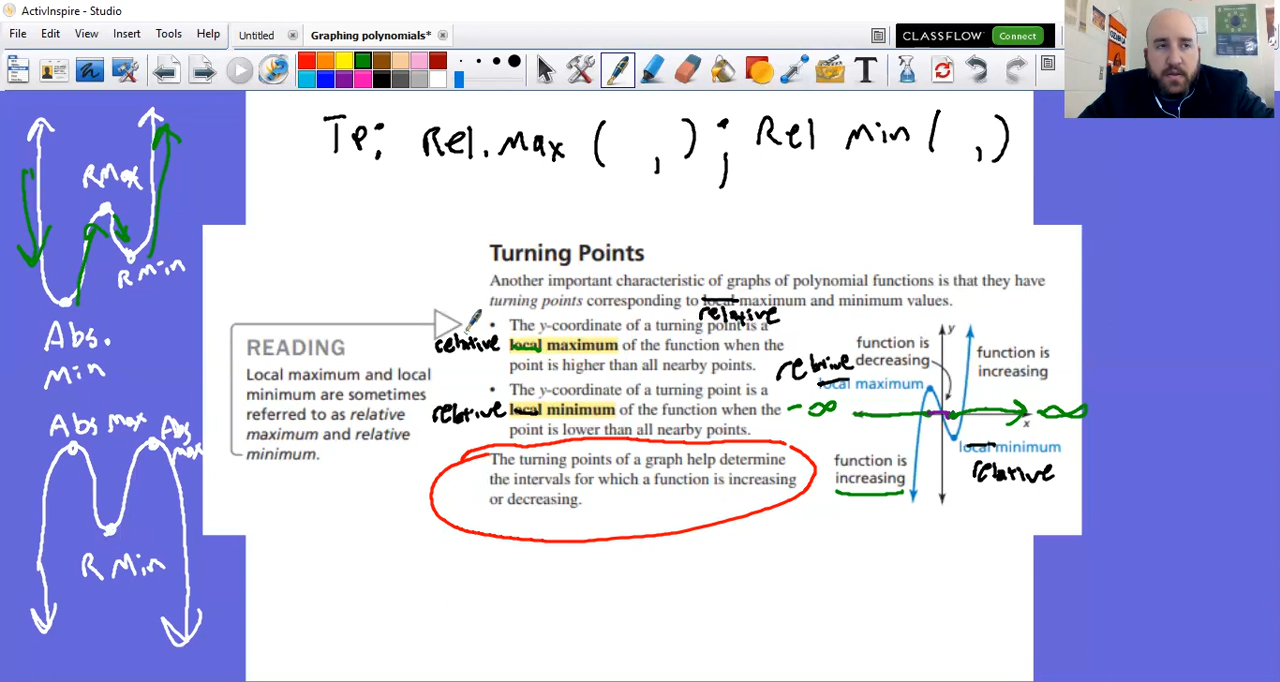 ActivInspire - Studio
File Edit View Insert Tools Help
Untitled
Graphing polynomials*
CLASSFLOW Connect
TP: Rel. Max ( , ) ; Rel Min ( , )
R Max
R Min
Abs.
Min
Abs Max
Abs
max
R Min
Turning Points
Another important characteristic of graphs of polynomial functions is that they have
turning points corresponding to local maximum and minimum values.
relative
• The y-coordinate of a turning point is a
relative local maximum of the function when the
point is higher than all nearby points.
• The y-coordinate of a turning point is a
relative local minimum of the function when the
point is lower than all nearby points.
The turning points of a graph help determine
the intervals for which a function is increasing
or decreasing.
READING
Local maximum and local
minimum are sometimes
referred to as relative
maximum and relative
minimum.
y
function is
decreasing
function is
increasing
local maximum
-∞
∞
x
local minimum
relative
function is
increasing